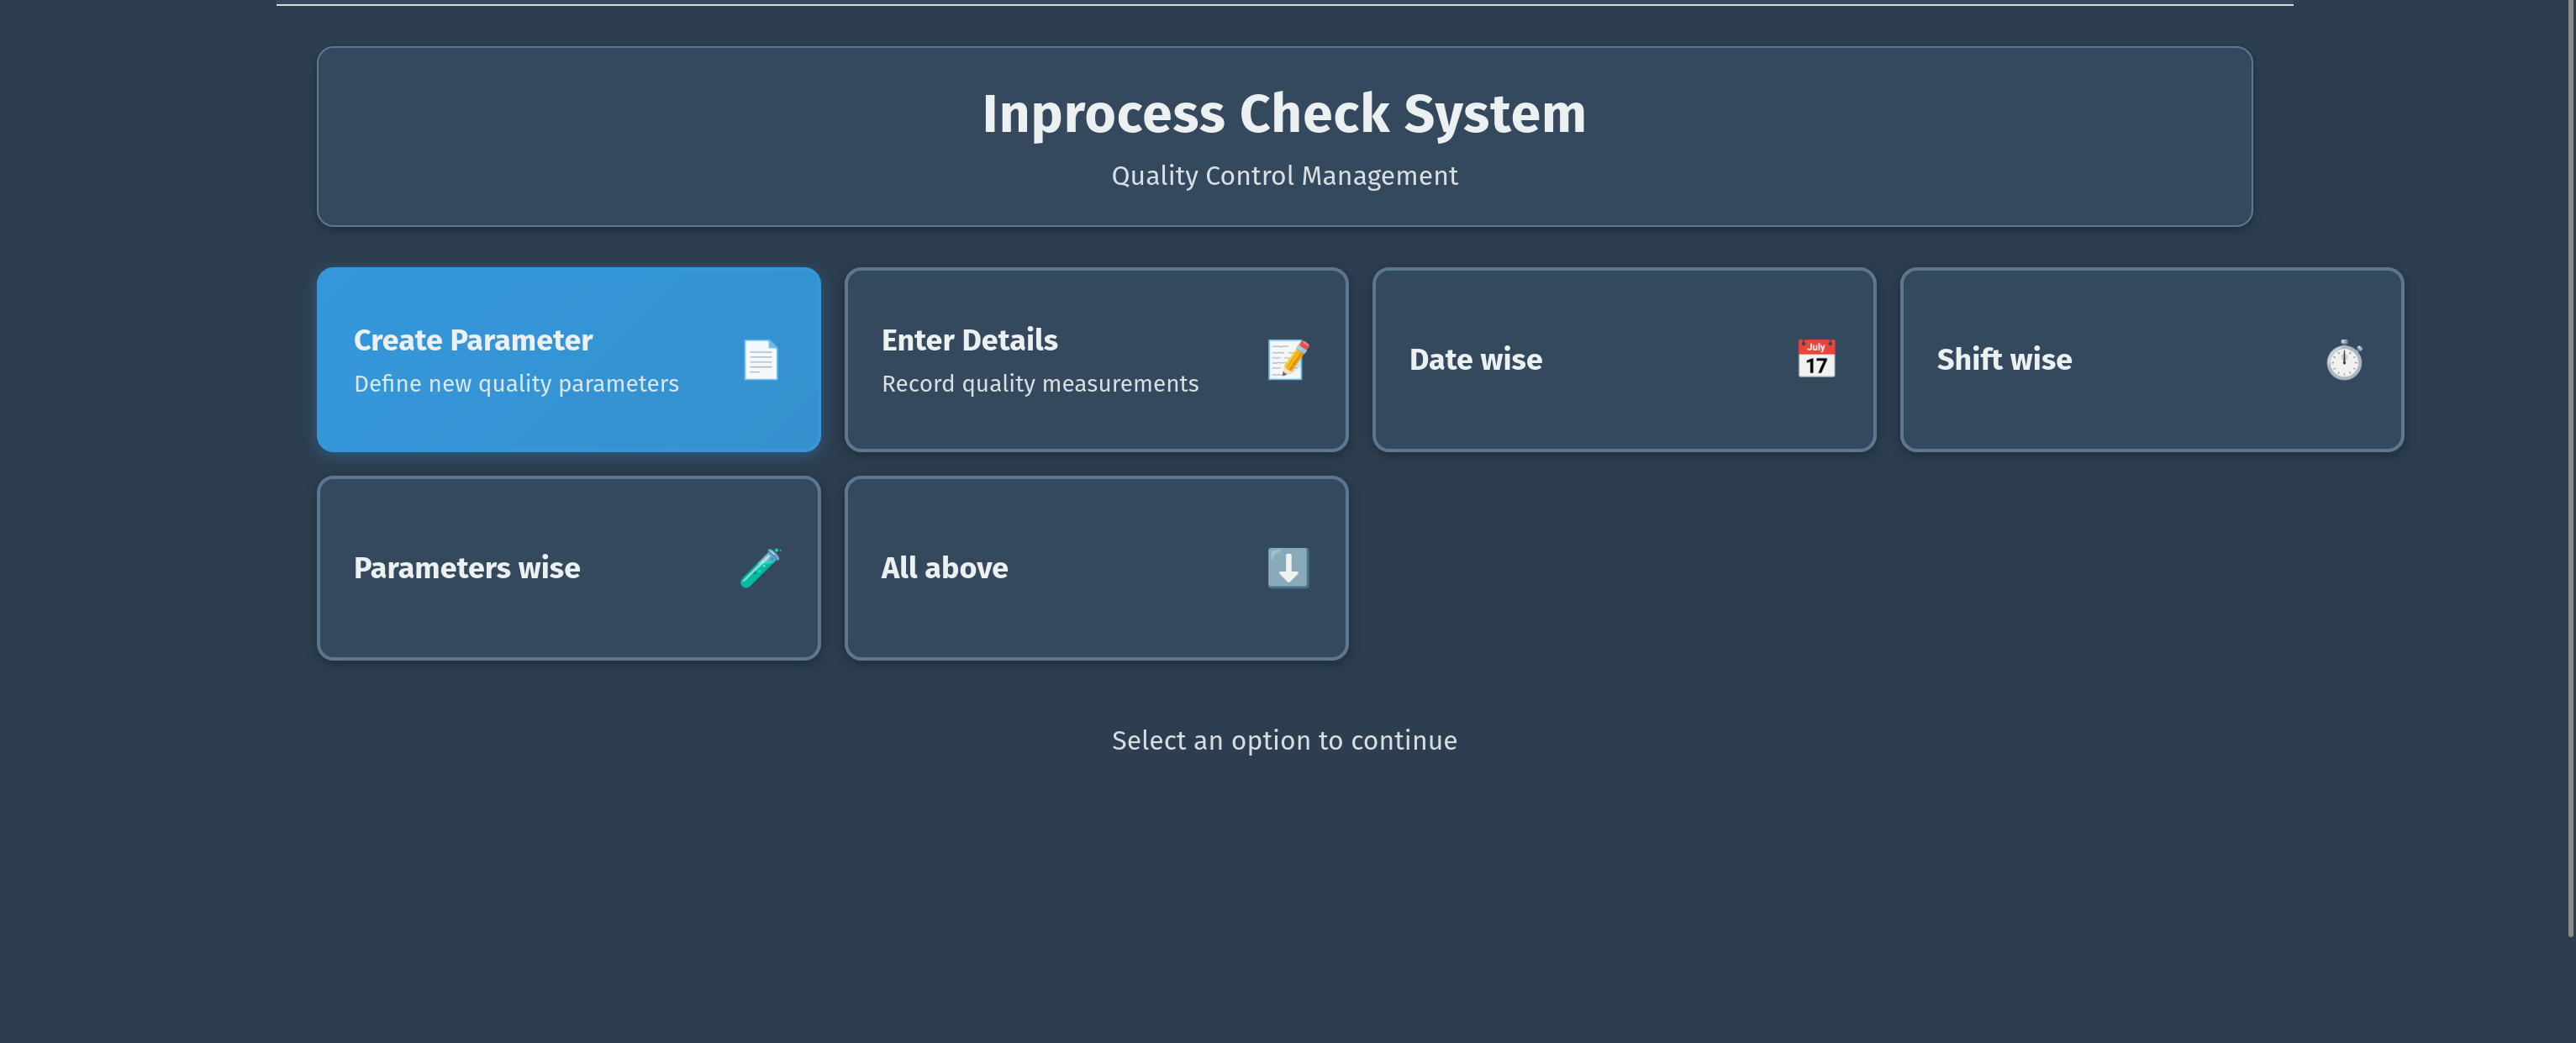 Inprocess Check System
Quality Control Management
Create Parameter
Define new quality parameters
Enter Details
Record quality measurements
Date wise
July
17
Shift wise
Parameters wise
All above
Select an option to continue